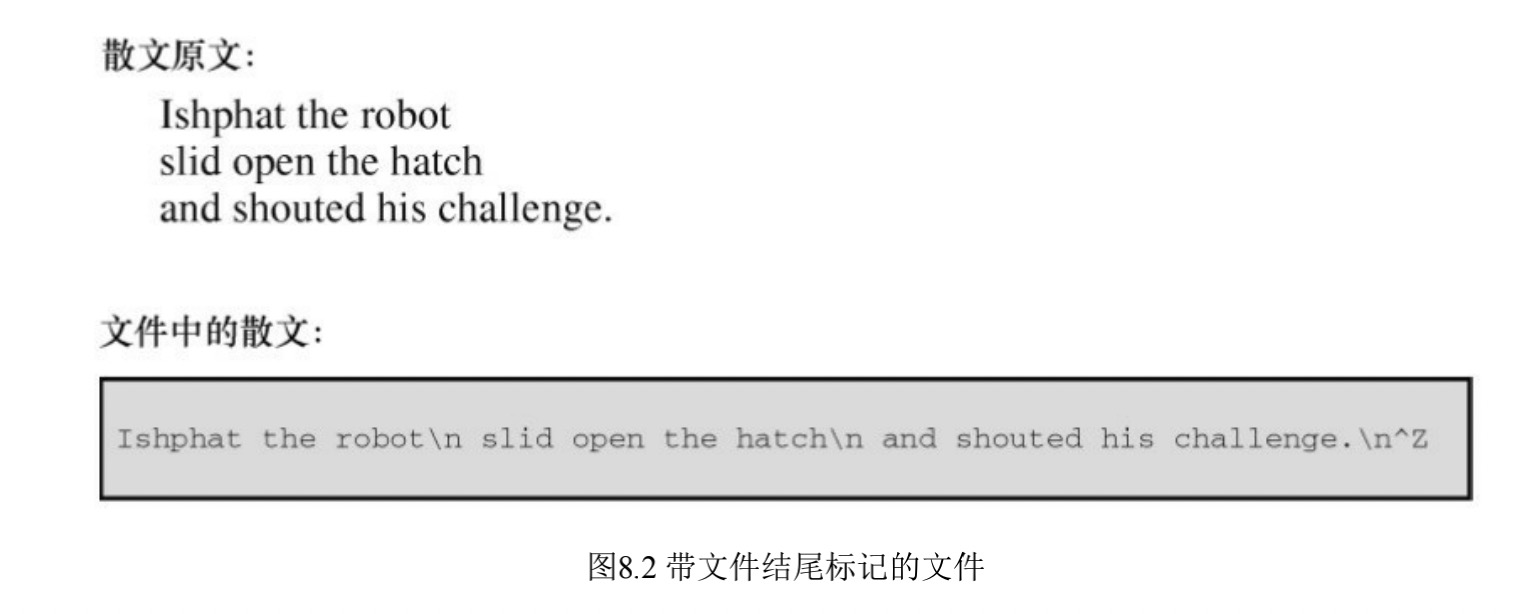 散文原文：
Ishphat the robot
slid open the hatch
and shouted his challenge.
文件中的散文：
Ishphat the robot\n slid open the hatch\n and shouted his challenge.\n^Z
图8.2 带文件结尾标记的文件